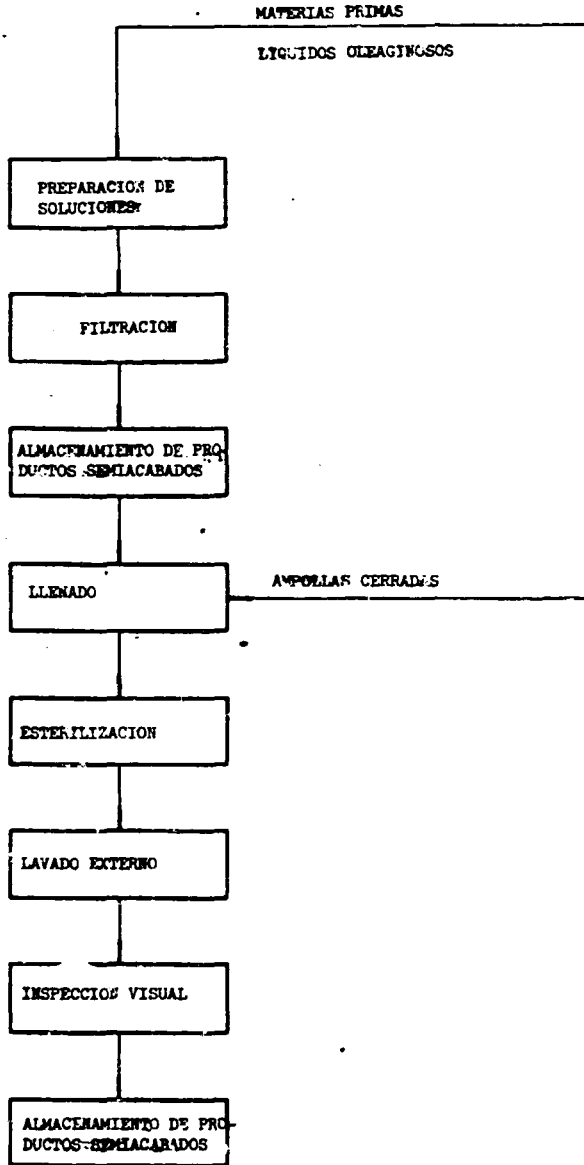 MATERIAS PRIMAS
LIQUIDOS OLEAGINOSOS
PREPARACION DE
SOLUCIONES
FILTRACION
ALMACENAMIENTO DE PRO-
DUCTOS SEMIACABADOS
LLENADO
AMPOLLAS CERRADAS
ESTERILIZACION
LAVADO EXTERNO
INSPECCION VISUAL
ALMACENAMIENTO DE PRO-
DUCTOS SEMIACABADOS